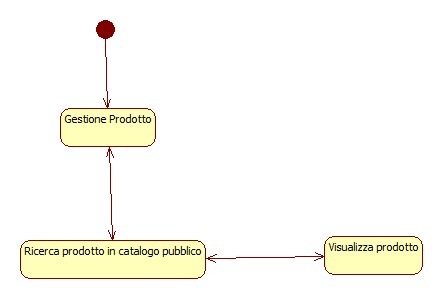 Gestione Prodotto
Ricerca prodotto in catalogo pubblico
Visualizza prodotto